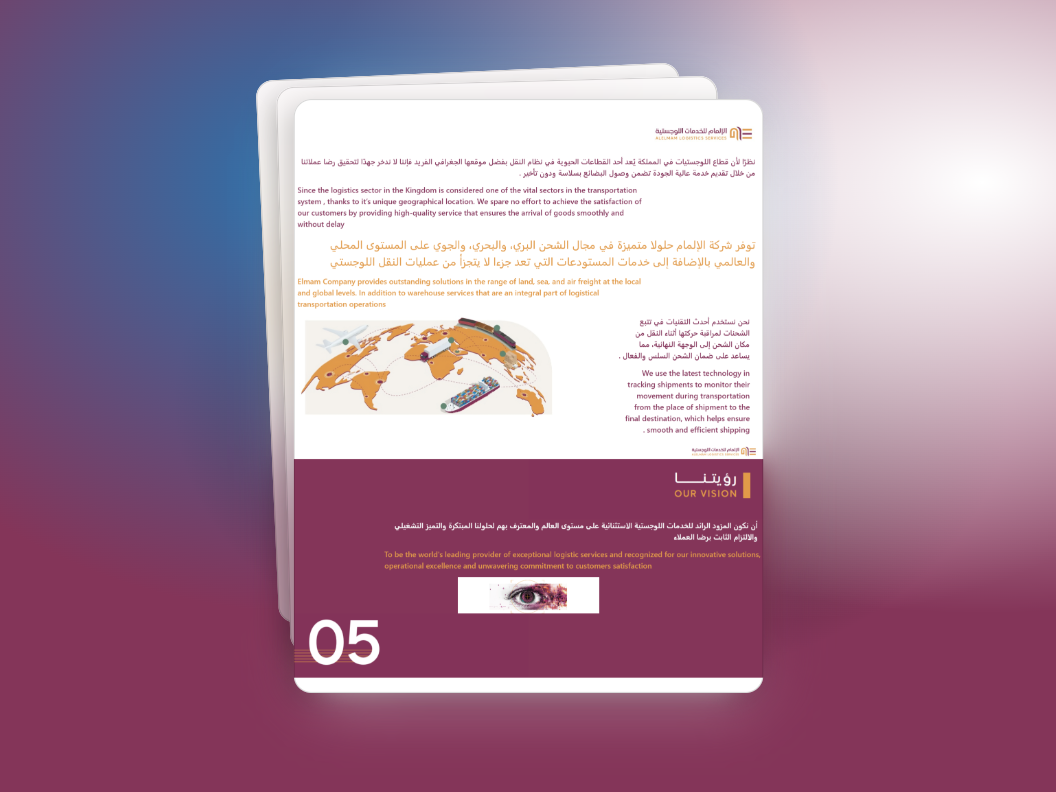 الإلمام للخدمات اللوجستية
ALELMAM LOGISTICS SERVICES
نظرًا لأن قطاع اللوجستيات في المملكة يُعد أحد القطاعات الحيوية في نظام النقل بفضل موقعها الجغرافي الفريد فإننا لا ندخر جهدًا لتحقيق رضا عملائنا
من خلال تقديم خدمة عالية الجودة تضمن وصول البضائع بسلاسة ودون تأخير .
Since the logistics sector in the Kingdom is considered one of the vital sectors in the transportation
system , thanks to it's unique geographical location. We spare no effort to achieve the satisfaction of
our customers by providing high-quality service that ensures the arrival of goods smoothly and
without delay
توفر شركة الإلمام حلولا متميزة في مجال الشحن البري، والبحري، والجوي على المستوى المحلي
والعالمي بالإضافة إلى خدمات المستودعات التي تعد جزءا لا يتجزأ من عمليات النقل اللوجستي
Elmam Company provides outstanding solutions in the range of land, sea, and air freight at the local
and global levels. In addition to warehouse services that are an integral part of logistical
transportation operations
نحن نستخدم أحدث التقنيات في تتبع
الشحنات لمراقبة حركتها أثناء النقل من
مكان الشحن إلى الوجهة النهائية، مما
يساعد على ضمان الشحن السلس والفعال .
We use the latest technology in
tracking shipments to monitor their
movement during transportation
from the place of shipment to the
final destination, which helps ensure
. smooth and efficient shipping
الإلمام للخدمات اللوجستية
ALELMAM LOGISTICS SERVICES
رؤيتنـــــا
OUR VISION
أن نكون المزود الرائد للخدمات اللوجستية الاستثنائية على مستوى العالم والمعترف بهم لحلولنا المبتكرة والتميز التشغيلي
والالتزام الثابت برضا العملاء
To be the world's leading provider of exceptional logistic services and recognized for our innovative solutions,
operational excellence and unwavering commitment to customers satisfaction
05